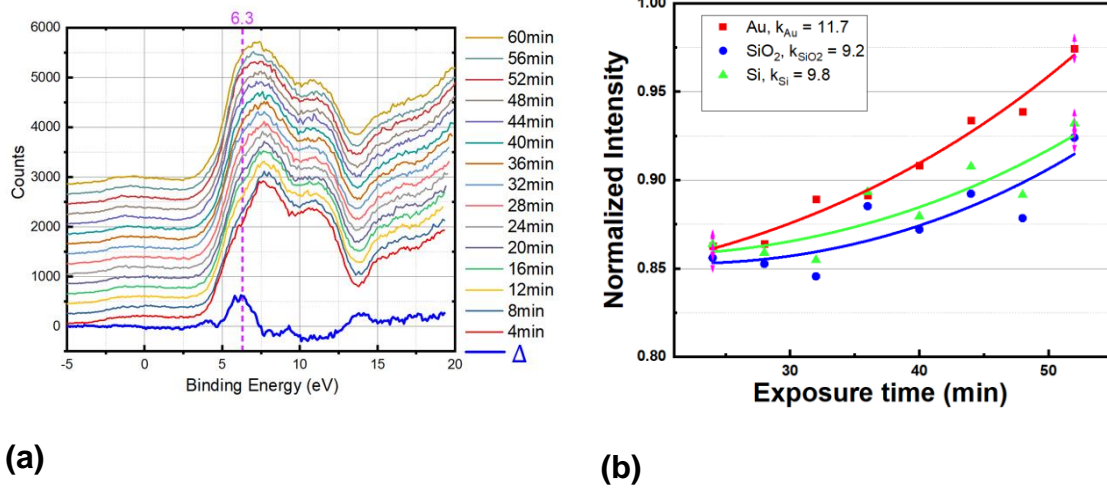 6.3
6000
5000
4000
3000
2000
1000
0
Counts
-5 0 5 10 15 20
Binding Energy (eV)
60min
56min
52min
48min
44min
40min
36min
32min
28min
24min
20min
16min
12min
8min
4min
Δ
(a)
1.00
0.95
0.90
0.85
0.80
Normalized Intensity
Au, kAu = 11.7
SiO2, kSiO2 = 9.2
Si, kSi = 9.8
30 40 50
Exposure time (min)
(b)